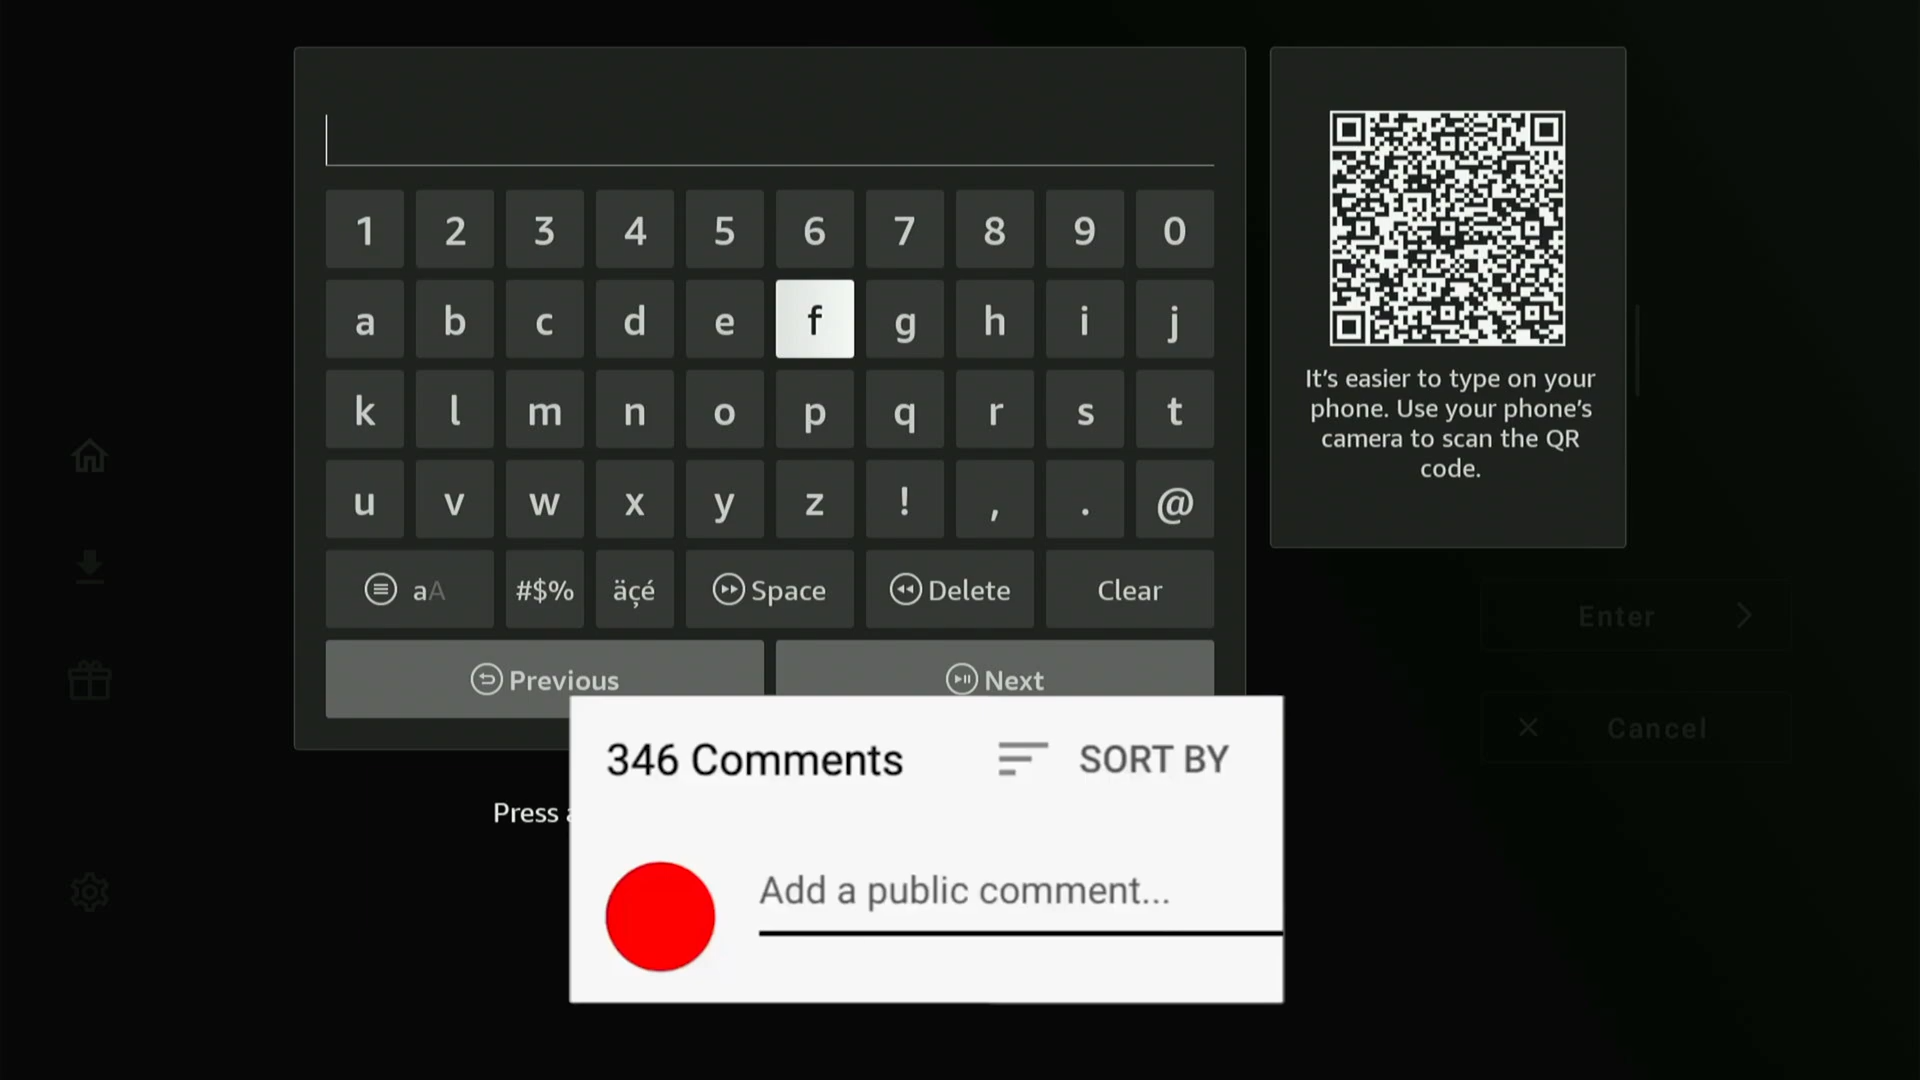 1 2 3 4 5 6 7 8 9 0
a b c d e f g h i j
k l m n o p q r s t
u v w x y z ! , . @
aA #$% äçé Space Delete Clear
Previous Next
It's easier to type on your
phone. Use your phone's
camera to scan the QR
code.
Enter
Cancel
Press
346 Comments SORT BY
Add a public comment...